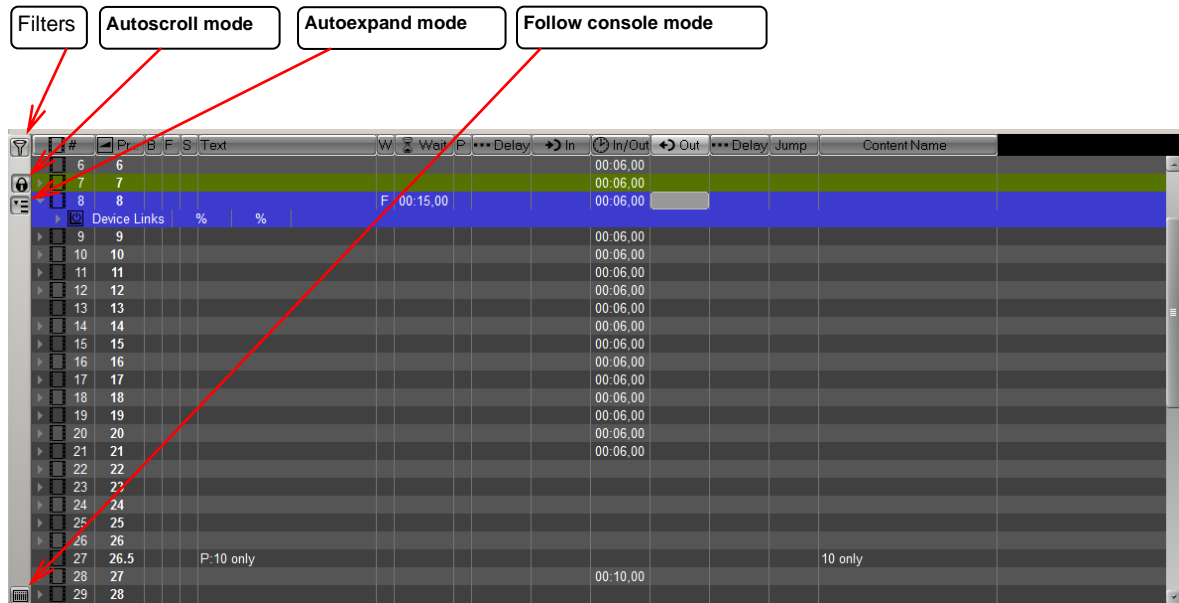 Filters Autoscroll mode Autoexpand mode Follow console mode
# Pr... B F S Text W Wait P Delay In In/Out Out Delay Jump Content Name
6 6 00:06,00
7 7 00:06,00
8 8 F 00:15,00 00:06,00
Device Links % %
9 9 00:06,00
10 10 00:06,00
11 11 00:06,00
12 12 00:06,00
13 13 00:06,00
14 14 00:06,00
15 15 00:06,00
16 16 00:06,00
17 17 00:06,00
18 18 00:06,00
19 19 00:06,00
20 20 00:06,00
21 21 00:06,00
22 22
23 23
24 24
25 25
26 26
27 26.5 P:10 only 10 only
28 27 00:10,00
29 28